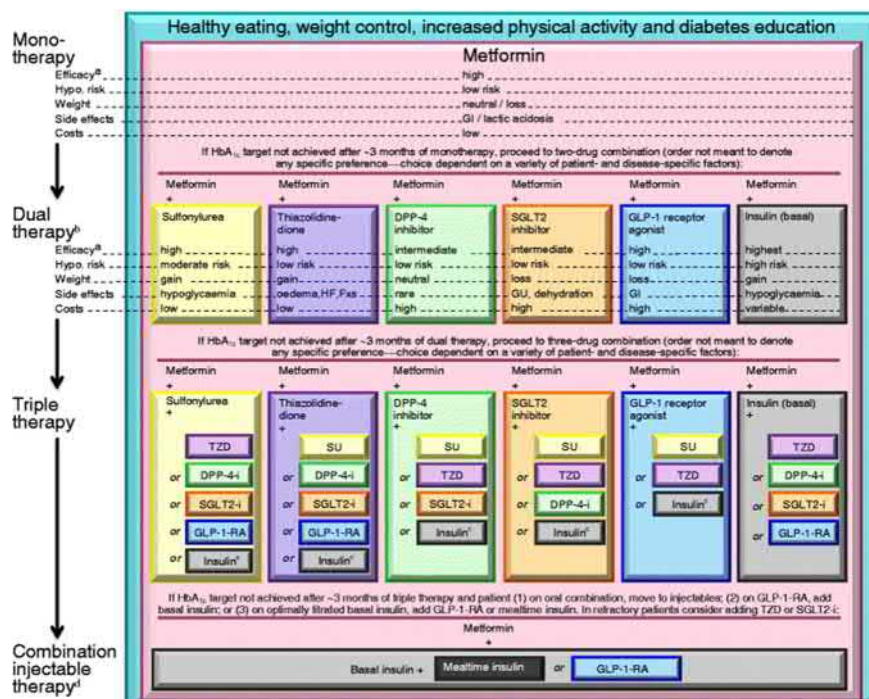 Healthy eating, weight control, increased physical activity and diabetes education
Mono-
therapy
Metformin
Efficacyª high
Hypo. risk low risk
Weight neutral / loss
Side effects GI / lactic acidosis
Costs low
If HbA1c target not achieved after ~3 months of monotherapy, proceed to two-drug combination (order not meant to denote
any specific preference—choice dependent on a variety of patient- and disease-specific factors):
Metformin Metformin Metformin Metformin Metformin Metformin
+ + + + + +
Dual
therapyᵇ
Sulfonylurea Thiazolidine- DPP-4 SGLT2 GLP-1 receptor Insulin (basal)
dione inhibitor inhibitor agonist
Efficacyª high high intermediate intermediate high highest
Hypo. risk moderate risk low risk low risk low risk low risk high risk
Weight gain gain neutral loss loss gain
Side effects hypoglycaemia oedema,HF,Fxs rare GU, dehydration GI hypoglycaemia
Costs low low high high high variable
If HbA1c target not achieved after ~3 months of dual therapy, proceed to three-drug combination (order not meant to denote
any specific preference—choice dependent on a variety of patient- and disease-specific factors):
Metformin Metformin Metformin Metformin Metformin Metformin
+ + + + + +
Triple
therapy
Sulfonylurea Thiazolidine- DPP-4 SGLT2 GLP-1 receptor Insulin (basal)
+ dione inhibitor inhibitor agonist +
+ + + +
TZD SU SU SU SU TZD
or DPP-4-i or DPP-4-i or TZD or TZD or TZD or DPP-4-i
or SGLT2-i or SGLT2-i or SGLT2-i or DPP-4-i or Insulinᶜ or SGLT2-i
or GLP-1-RA or GLP-1-RA or Insulinᶜ or Insulinᶜ or GLP-1-RA
or Insulinᶜ or Insulinᶜ
If HbA1c target not achieved after ~3 months of triple therapy and patient (1) on oral combination, move to injectables; (2) on GLP-1-RA, add
basal insulin; or (3) on optimally titrated basal insulin, add GLP-1-RA or mealtime insulin. In refractory patients consider adding TZD or SGLT2-i:
Metformin
+
Combination
injectable
therapyᵈ
Basal insulin + Mealtime insulin or GLP-1-RA